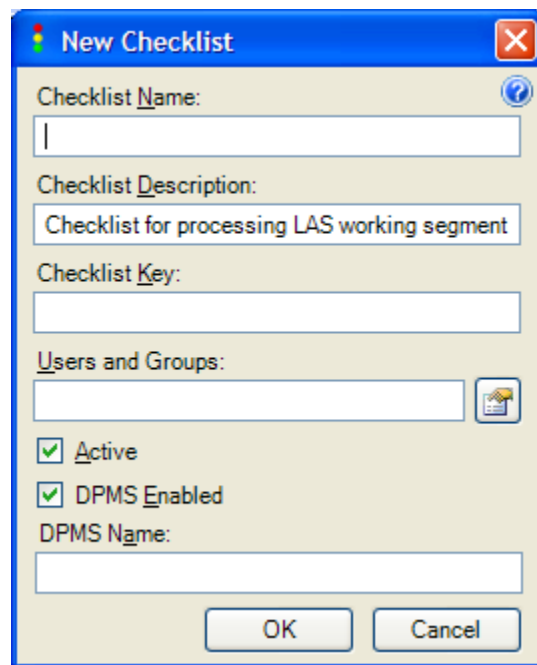 New Checklist
Checklist Name:
Checklist Description:
Checklist for processing LAS working segment
Checklist Key:
Users and Groups:
Active
DPMS Enabled
DPMS Name:
OK Cancel